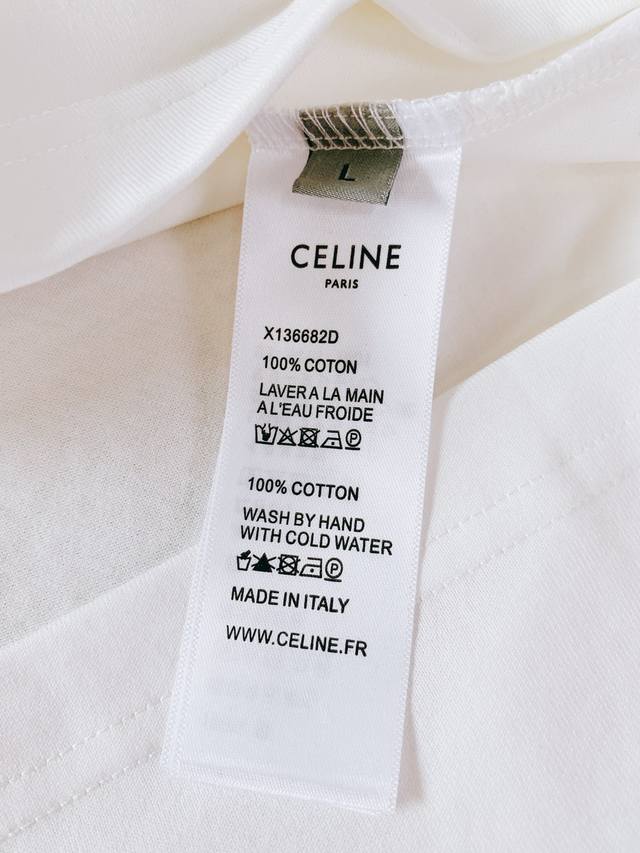 L
CELINE
PARIS
X136682D
100% COTON
LAVER A LA MAIN
A L'EAU FROIDE
100% COTTON
WASH BY HAND
WITH COLD WATER
MADE IN ITALY
WWW.CELINE.FR